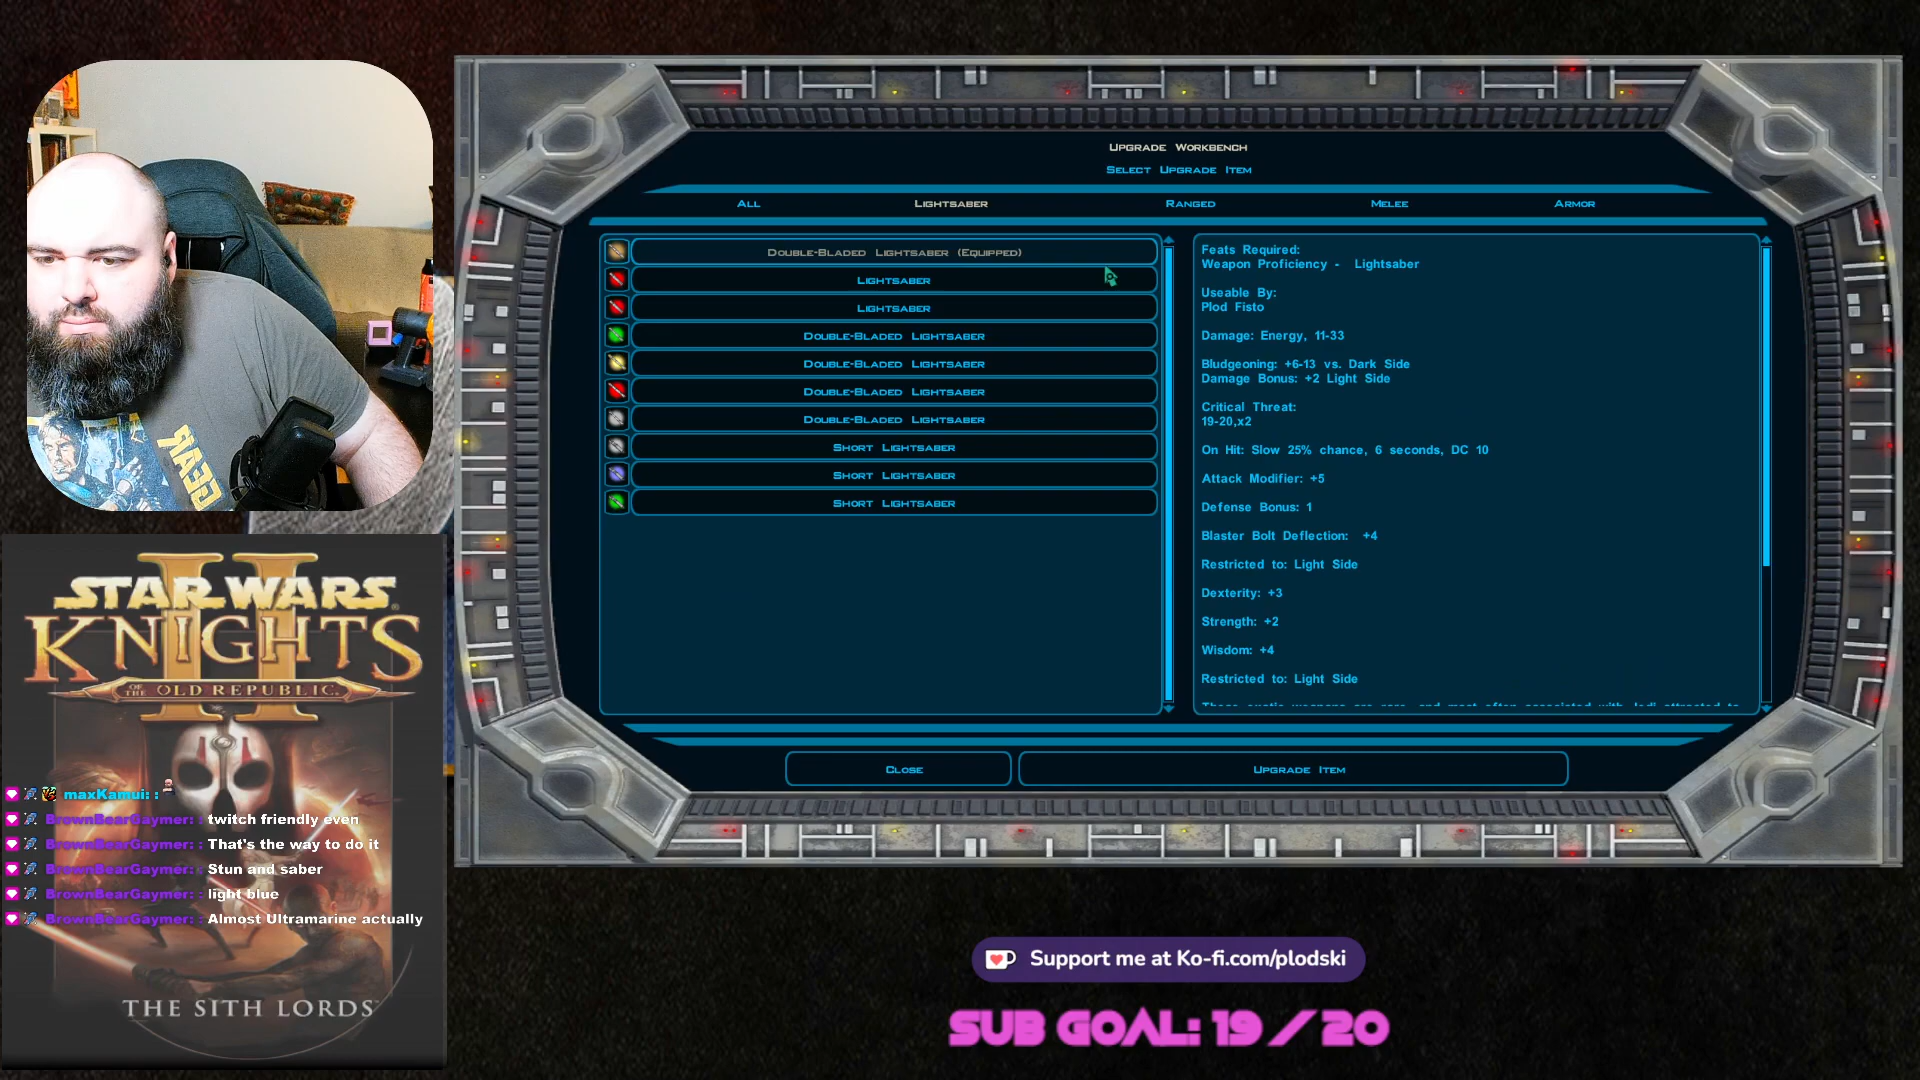 Upgrade Workbench
Select Upgrade Item
All Lightsaber Ranged Melee Armor
Double-Bladed Lightsaber (Equipped)
Lightsaber
Lightsaber
Double-Bladed Lightsaber
Double-Bladed Lightsaber
Double-Bladed Lightsaber
Double-Bladed Lightsaber
Short Lightsaber
Short Lightsaber
Short Lightsaber
Feats Required:
Weapon Proficiency - Lightsaber
Useable By:
Plod Fisto
Damage: Energy, 11-33
Bludgeoning: +6-13 vs. Dark Side
Damage Bonus: +2 Light Side
Critical Threat:
19-20,x2
On Hit: Slow 25% chance, 6 seconds, DC 10
Attack Modifier: +5
Defense Bonus: 1
Blaster Bolt Deflection: +4
Restricted to: Light Side
Dexterity: +3
Strength: +2
Wisdom: +4
Restricted to: Light Side
Close
Upgrade Item
STAR WARS
KNIGHTS
II
OF THE OLD REPUBLIC
THE SITH LORDS
maxKamui: :
BrownBearGaymer: : twitch friendly even
BrownBearGaymer: : That's the way to do it
BrownBearGaymer: : Stun and saber
BrownBearGaymer: : light blue
BrownBearGaymer: : Almost Ultramarine actually
Support me at Ko-fi.com/plodski
SUB GOAL: 19 / 20